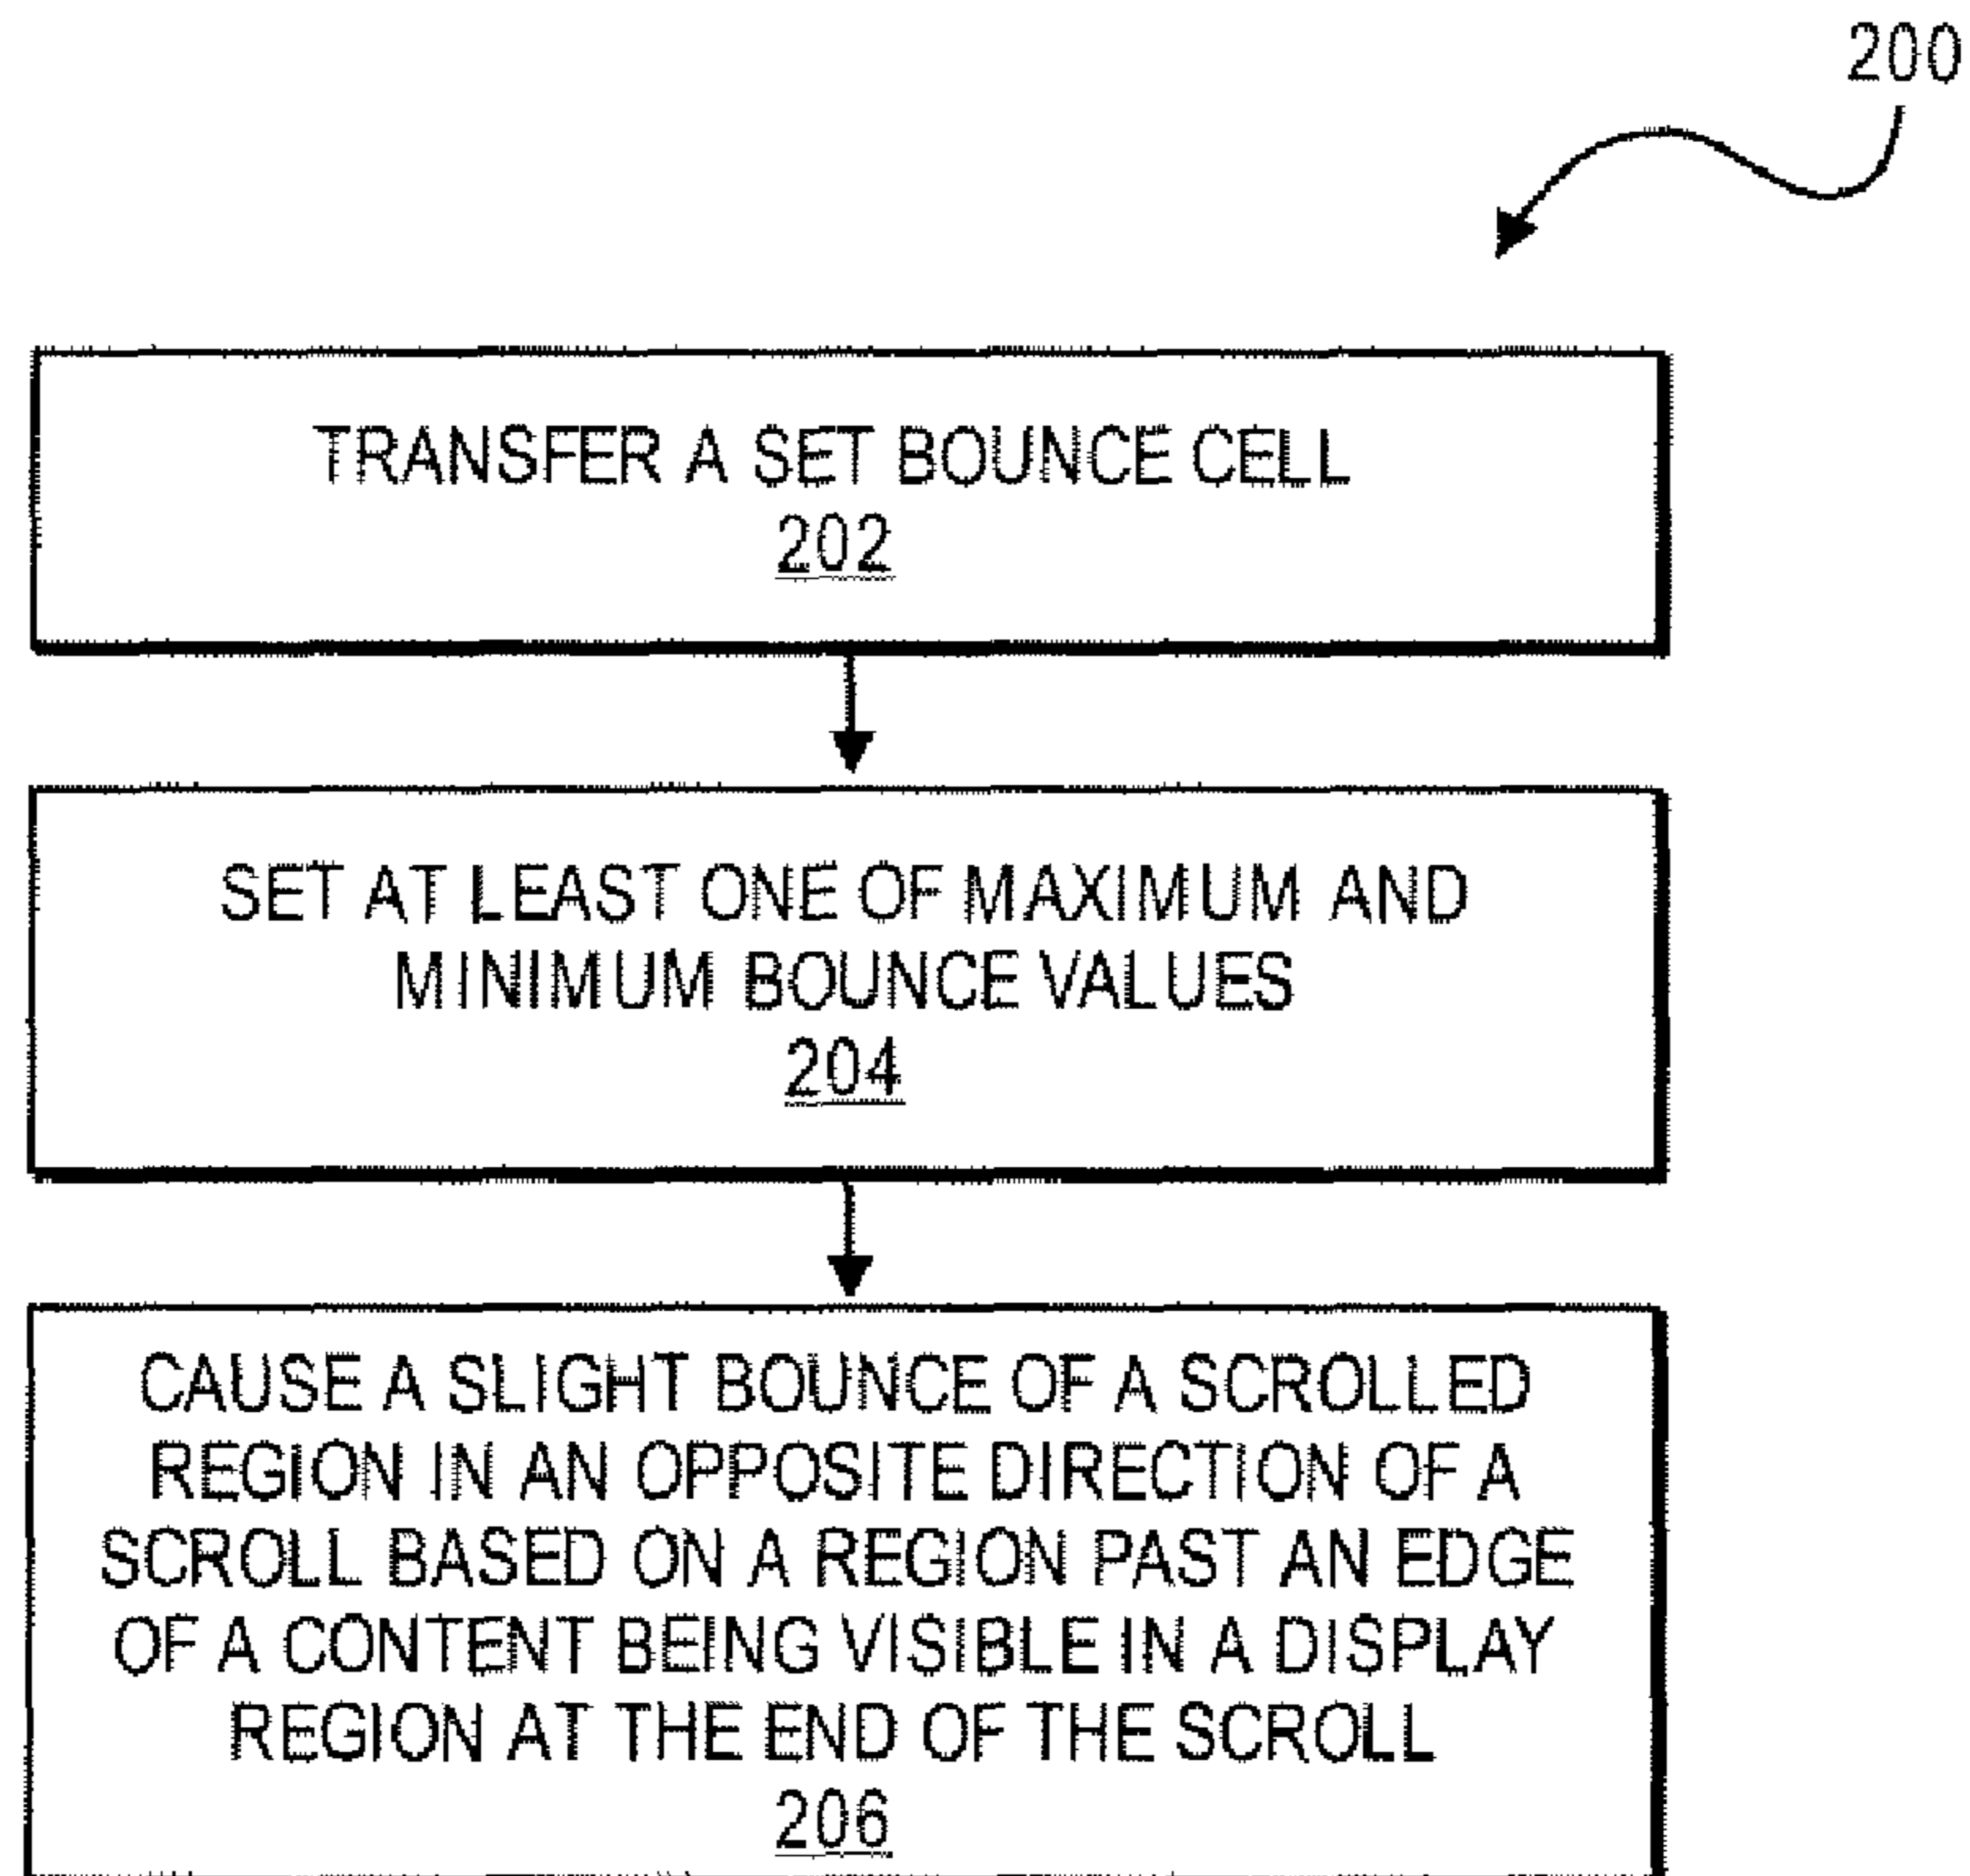 200
TRANSFER A SET BOUNCE CELL
202
SET AT LEAST ONE OF MAXIMUM AND
MINIMUM BOUNCE VALUES
204
CAUSE A SLIGHT BOUNCE OF A SCROLLED
REGION IN AN OPPOSITE DIRECTION OF A
SCROLL BASED ON A REGION PAST AN EDGE
OF A CONTENT BEING VISIBLE IN A DISPLAY
REGION AT THE END OF THE SCROLL
206